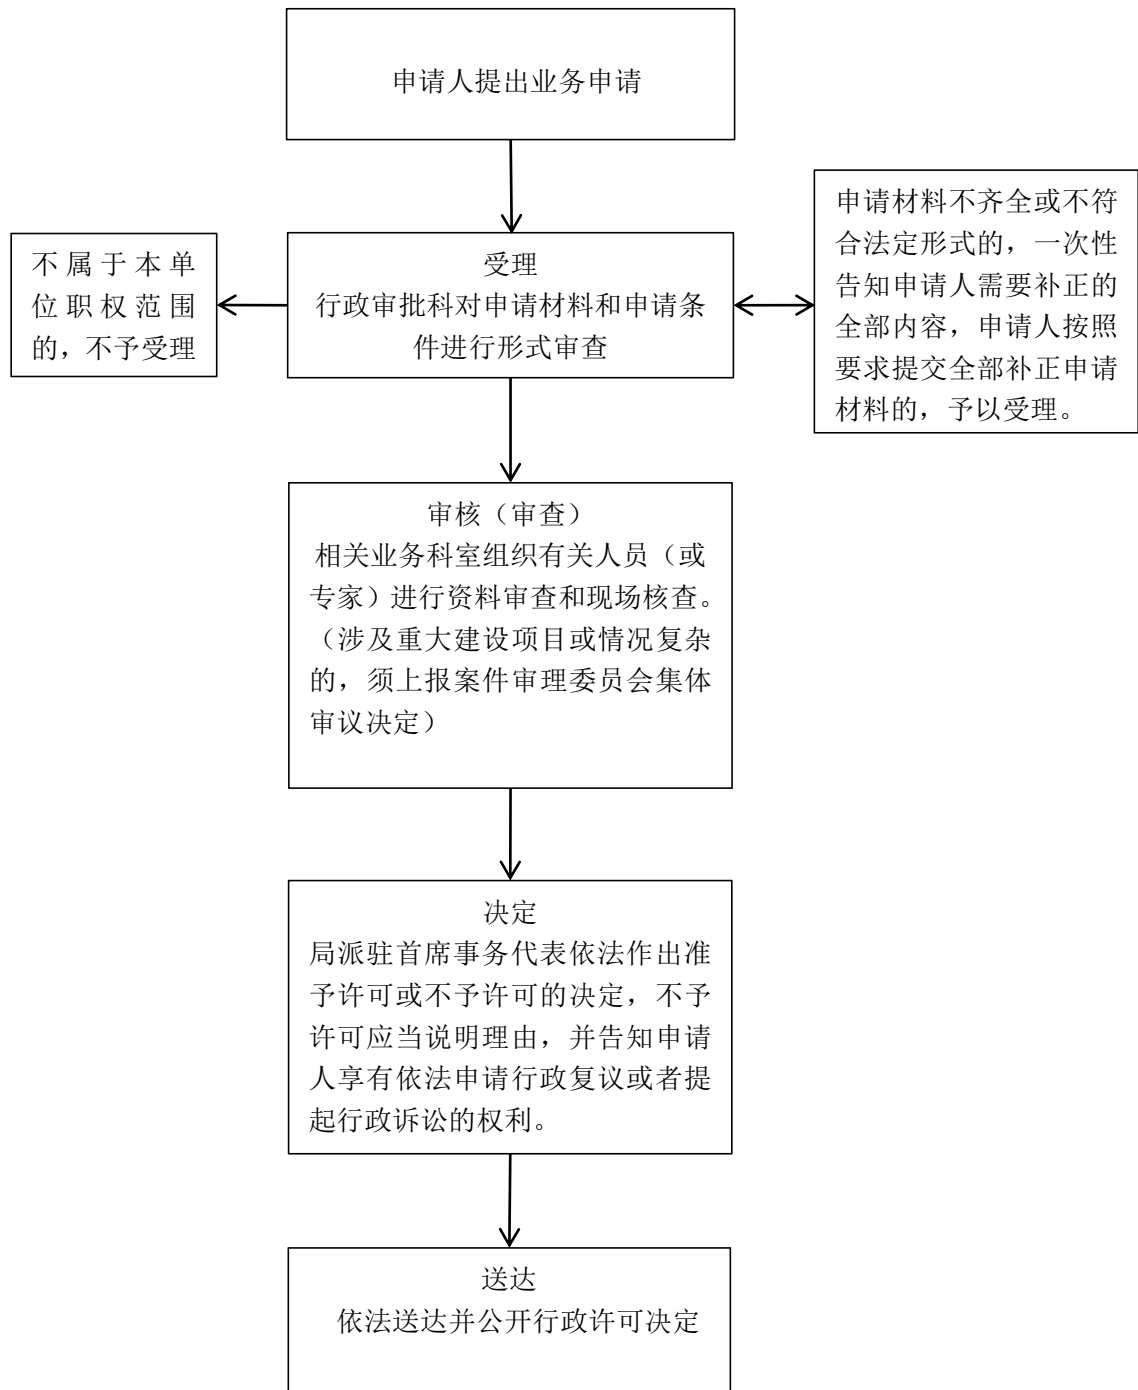 申请人提出业务申请
申请材料不齐全或不符
合法定形式的，一次性
告知申请人需要补正的
全部内容，申请人按照
要求提交全部补正申请
材料的，予以受理。
不属于本单
位职权范围
的，不予受理
受理
行政审批科对申请材料和申请条
件进行形式审查
审核（审查）
相关业务科室组织有关人员（或
专家）进行资料审查和现场核查。
（涉及重大建设项目或情况复杂
的，须上报案件审理委员会集体
审议决定）
决定
局派驻首席事务代表依法作出准
予许可或不予许可的决定，不予
许可应当说明理由，并告知申请
人享有依法申请行政复议或者提
起行政诉讼的权利。
送达
依法送达并公开行政许可决定